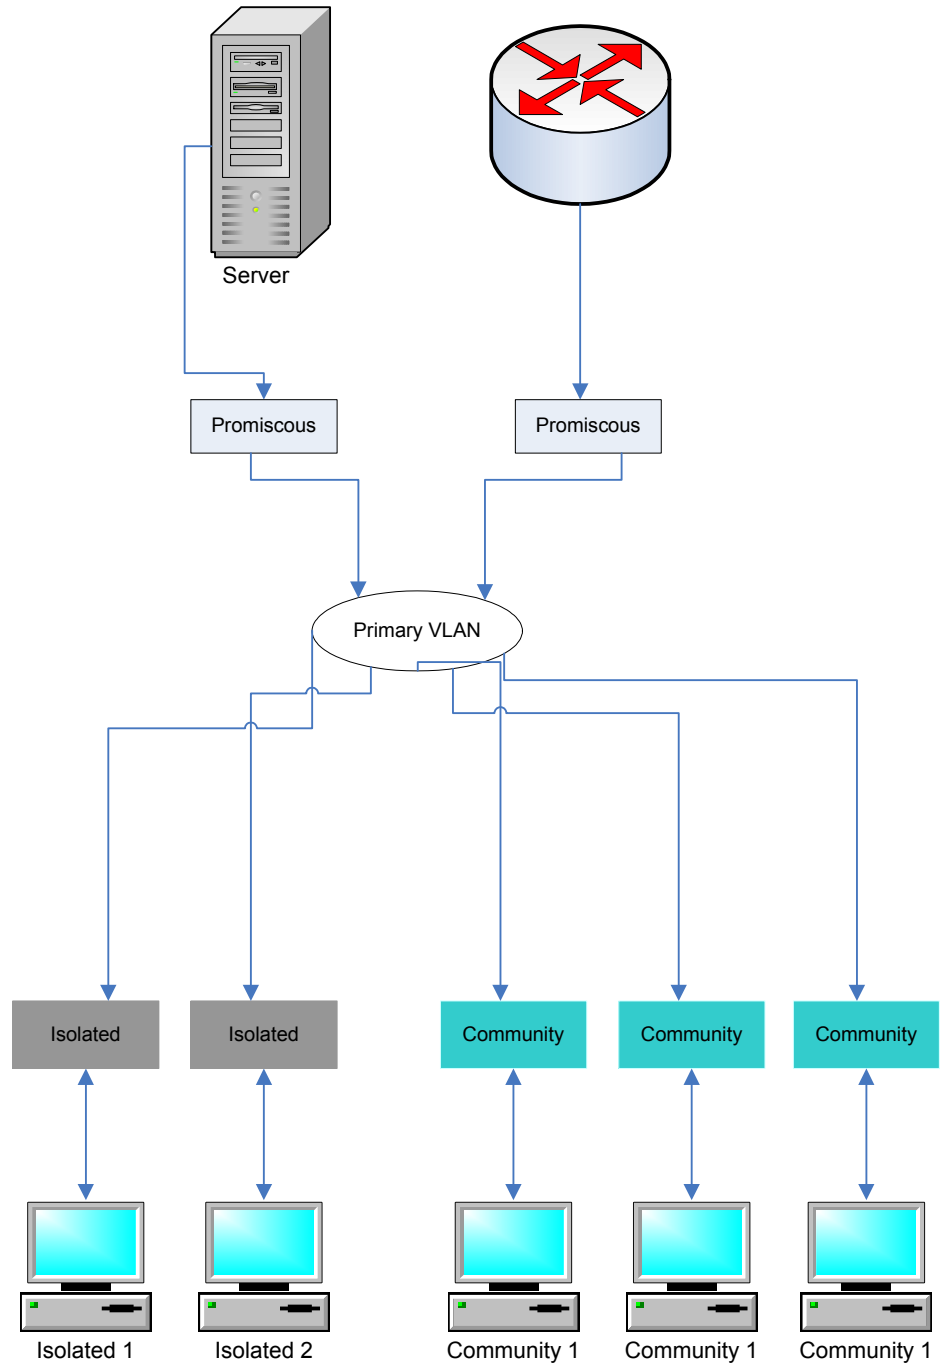 Server
Promiscous
Promiscous
Primary VLAN
Isolated
Isolated
Community
Community
Community
Isolated 1
Isolated 2
Community 1
Community 1
Community 1